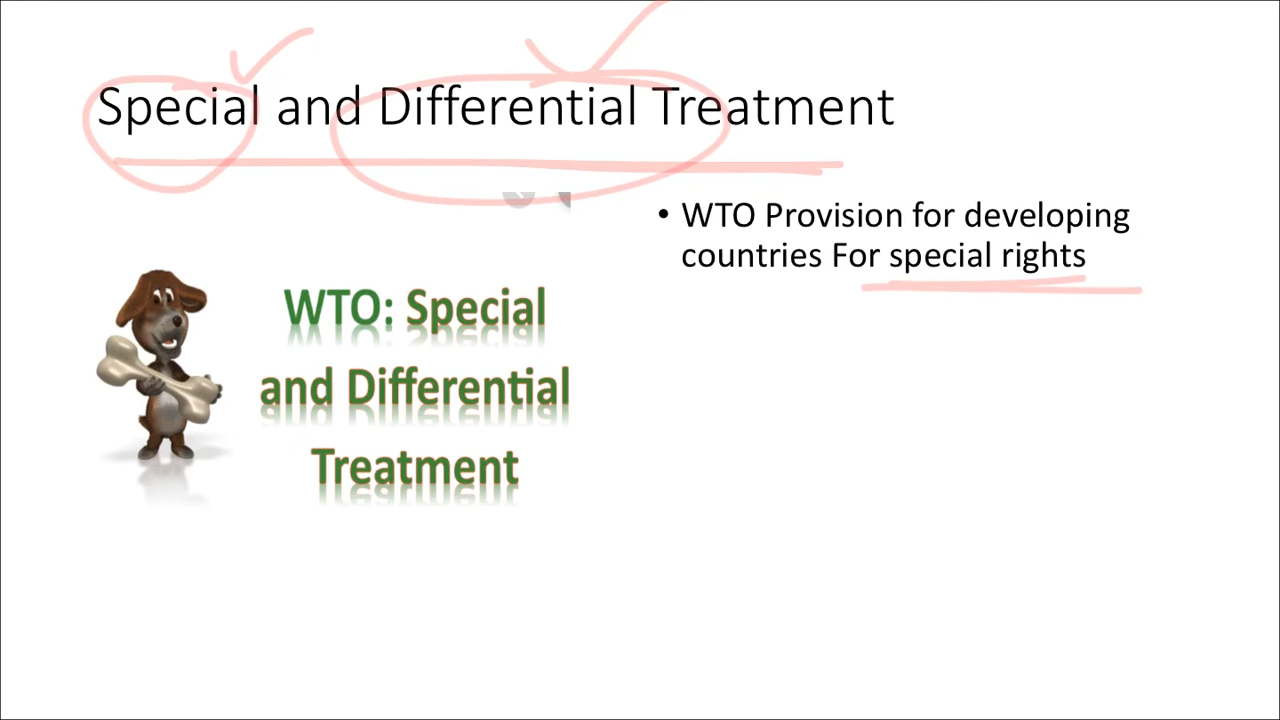 Special and Differential Treatment
• WTO Provision for developing
countries For special rights
WTO: Special
and Differential
Treatment